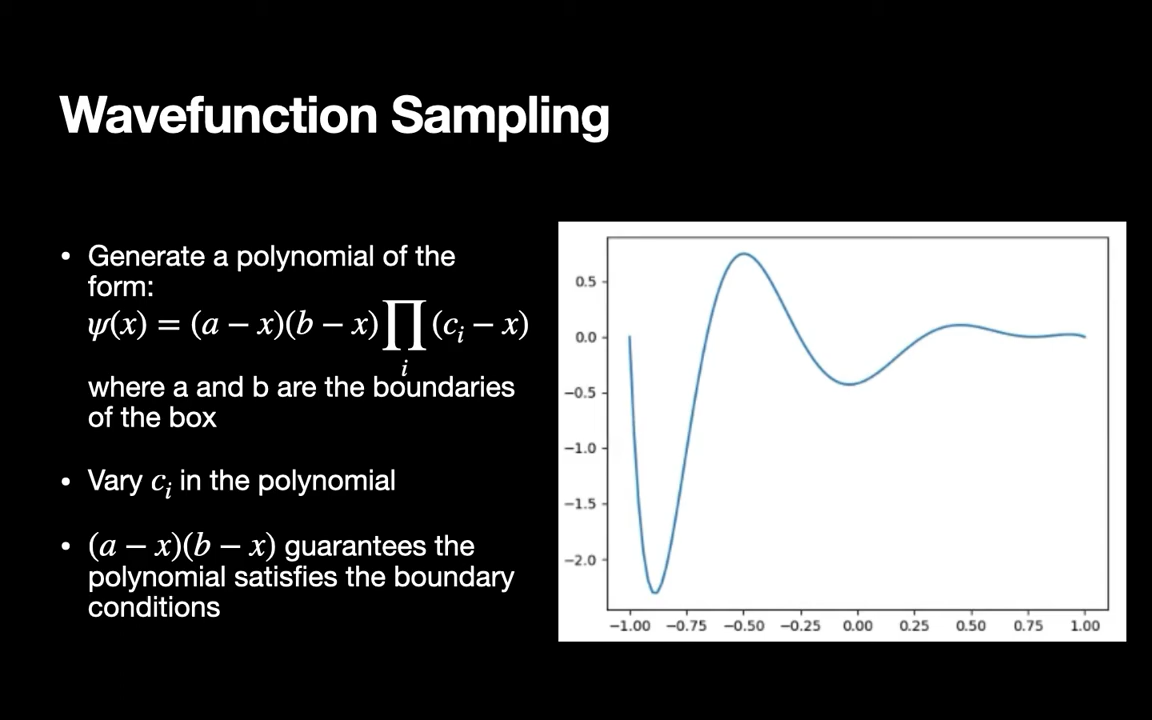 Wavefunction Sampling
• Generate a polynomial of the
form:
ψ(x) = (a − x)(b − x)∏(cᵢ − x)
i
where a and b are the boundaries
of the box
• Vary cᵢ in the polynomial
• (a − x)(b − x) guarantees the
polynomial satisfies the boundary
conditions
0.5
0.0
−0.5
−1.0
−1.5
−2.0
−1.00 −0.75 −0.50 −0.25 0.00 0.25 0.50 0.75 1.00